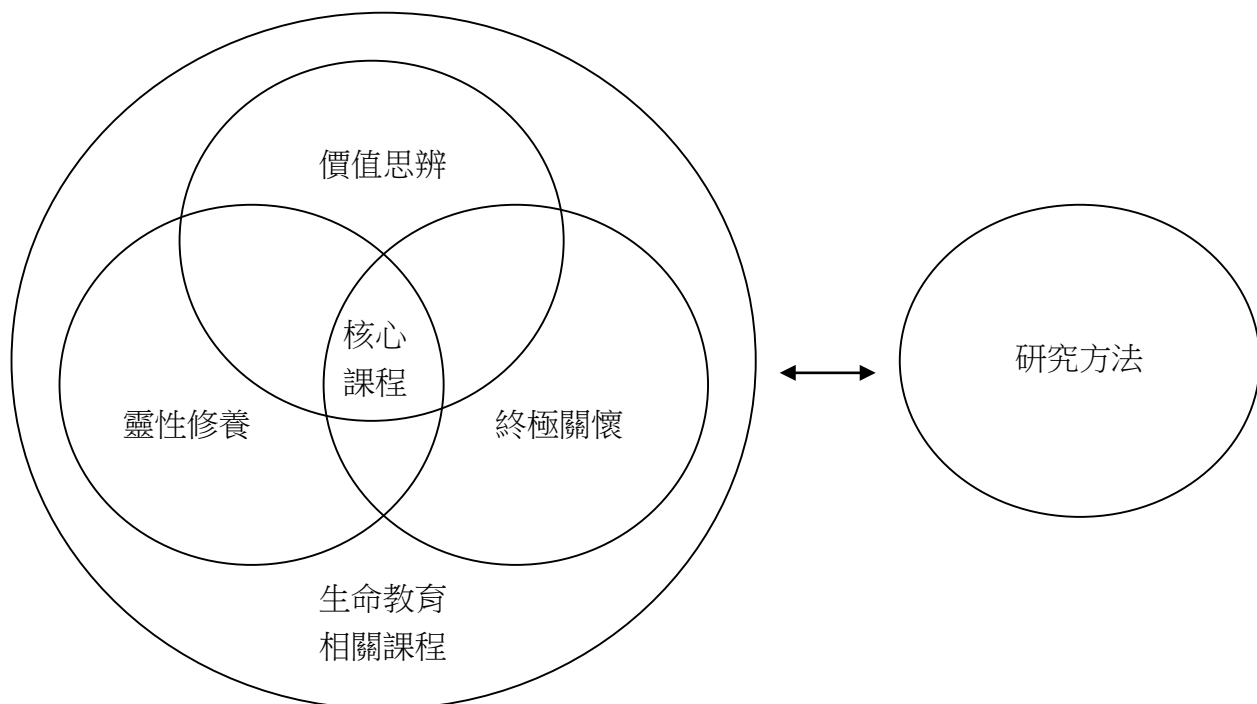 價值思辨
核心
課程
研究方法
靈性修養
終極關懷
生命教育
相關課程